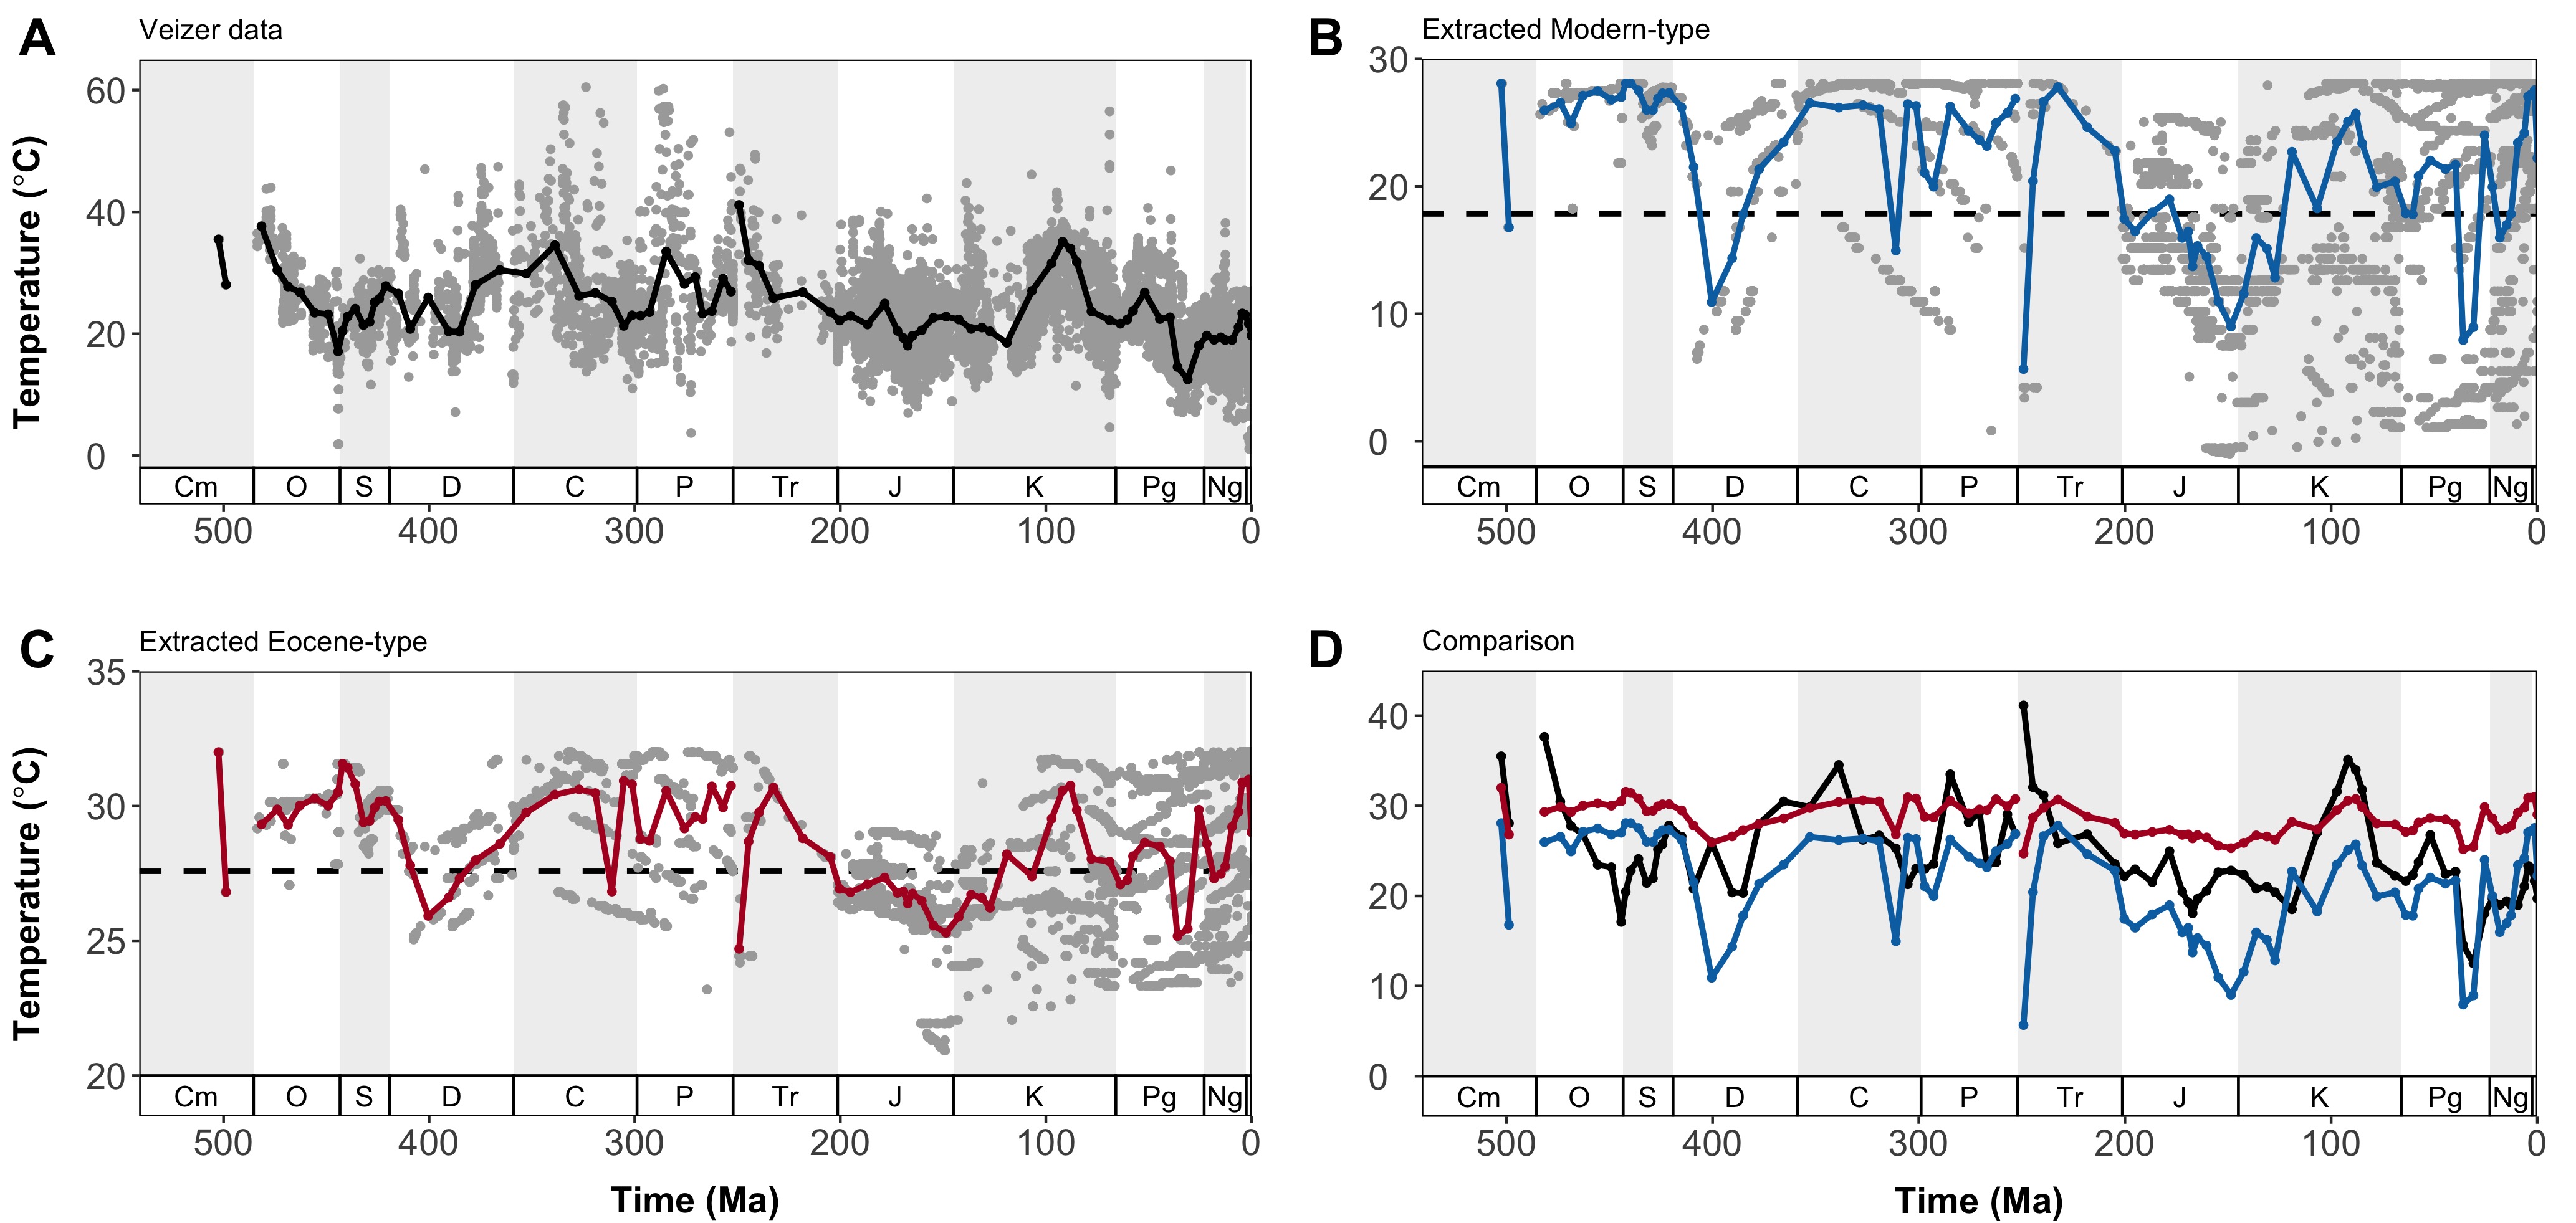 A Veizer data
Temperature (°C)
60
40
20
0
Cm O S D C P Tr J K Pg Ng
500 400 300 200 100 0
B Extracted Modern-type
30
20
10
0
Cm O S D C P Tr J K Pg Ng
500 400 300 200 100 0
C Extracted Eocene-type
Temperature (°C)
35
30
25
20
Cm O S D C P Tr J K Pg Ng
500 400 300 200 100 0
Time (Ma)
D Comparison
40
30
20
10
0
Cm O S D C P Tr J K Pg Ng
500 400 300 200 100 0
Time (Ma)